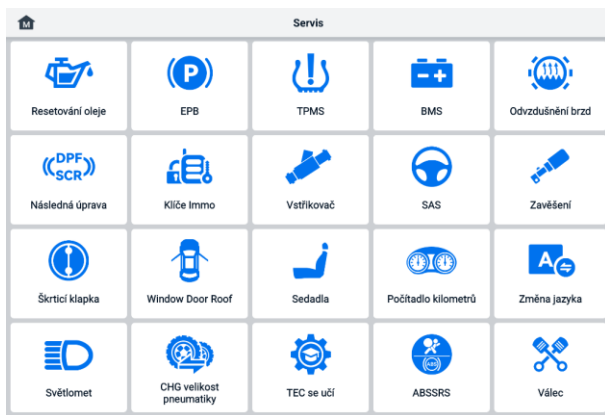 M
Servis
P
Resetování oleje
EPB
TPMS
BMS
Odvzdušnění brzd
DPF
SCR
Následná úprava
Klíče Immo
Vstřikovač
SAS
Zavěšení
A
Škrticí klapka
Window Door Roof
Sedadla
Počítadlo kilometrů
Změna jazyka
ABS
Světlomet
CHG velikost
pneumatiky
TEC se učí
ABSSRS
Válec